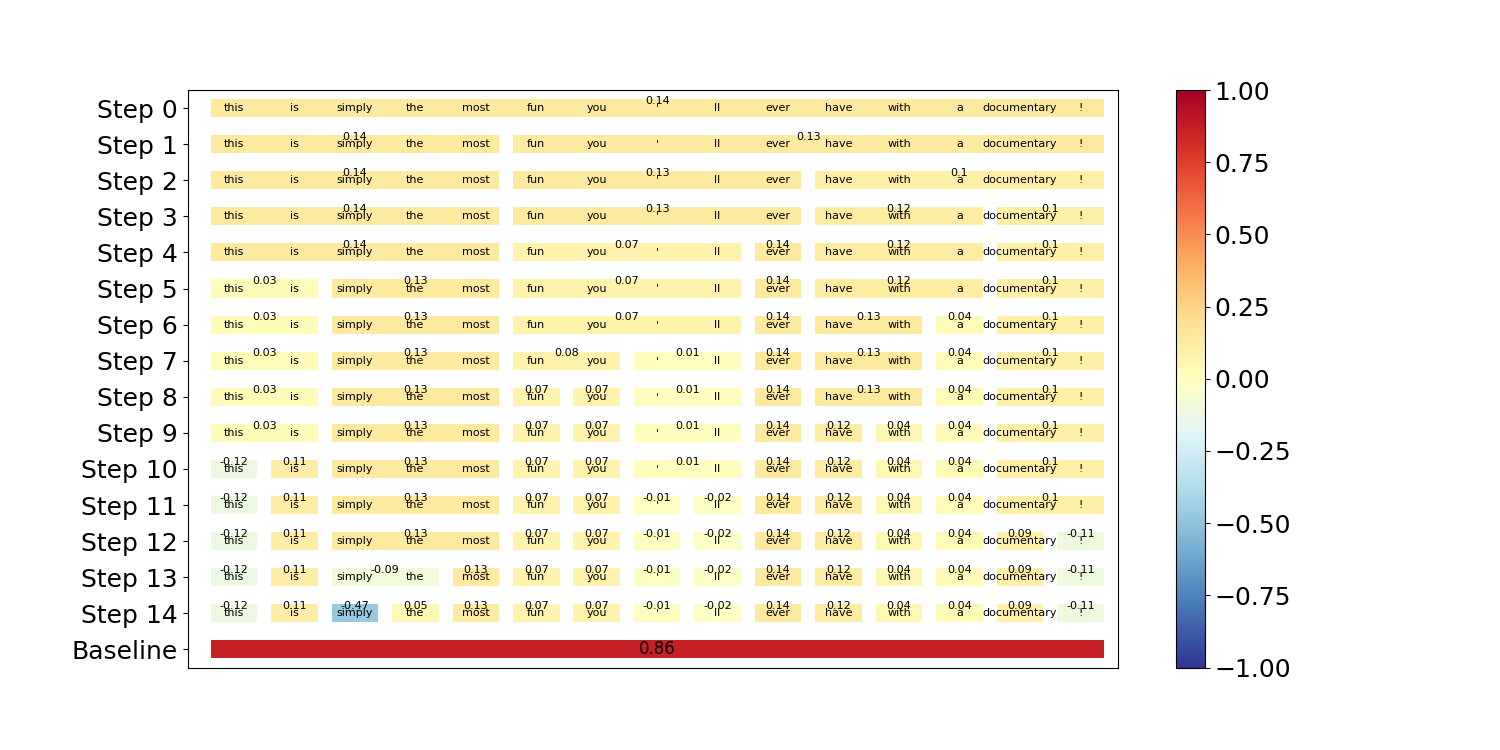 0.14
Step 0 this is simply the most fun you ' ll ever have with a documentary !
0.14 0.13
Step 1 this is simply the most fun you ' ll ever have with a documentary !
0.14 0.13 0.1
Step 2 this is simply the most fun you ' ll ever have with a documentary !
0.14 0.13 0.12 0.1
Step 3 this is simply the most fun you ' ll ever have with a documentary !
0.14 0.07 0.14 0.12 0.1
Step 4 this is simply the most fun you ' ll ever have with a documentary !
0.03 0.13 0.07 0.14 0.12 0.1
Step 5 this is simply the most fun you ' ll ever have with a documentary !
0.03 0.13 0.07 0.14 0.13 0.04 0.1
Step 6 this is simply the most fun you ' ll ever have with a documentary !
0.03 0.13 0.08 0.01 0.14 0.13 0.04 0.1
Step 7 this is simply the most fun you ' ll ever have with a documentary !
0.03 0.13 0.07 0.07 0.01 0.14 0.13 0.04 0.1
Step 8 this is simply the most fun you ' ll ever have with a documentary !
0.03 0.13 0.07 0.07 0.01 0.14 0.12 0.04 0.04 0.1
Step 9 this is simply the most fun you ' ll ever have with a documentary !
-0.12 0.11 0.13 0.07 0.07 0.01 0.14 0.12 0.04 0.04 0.1
Step 10 this is simply the most fun you ' ll ever have with a documentary !
-0.12 0.11 0.13 0.07 0.07 -0.01 -0.02 0.14 0.12 0.04 0.04 0.1
Step 11 this is simply the most fun you ' ll ever have with a documentary !
-0.12 0.11 0.13 0.07 0.07 -0.01 -0.02 0.14 0.12 0.04 0.04 0.09 -0.11
Step 12 this is simply the most fun you ' ll ever have with a documentary !
-0.12 0.11 -0.09 0.13 0.07 0.07 -0.01 -0.02 0.14 0.12 0.04 0.04 0.09 -0.11
Step 13 this is simply the most fun you ' ll ever have with a documentary !
-0.12 0.11 -0.47 0.05 0.13 0.07 0.07 -0.01 -0.02 0.14 0.12 0.04 0.04 0.09 -0.11
Step 14 this is simply the most fun you ' ll ever have with a documentary !
Baseline 0.86
1.00
0.75
0.50
0.25
0.00
−0.25
−0.50
−0.75
−1.00